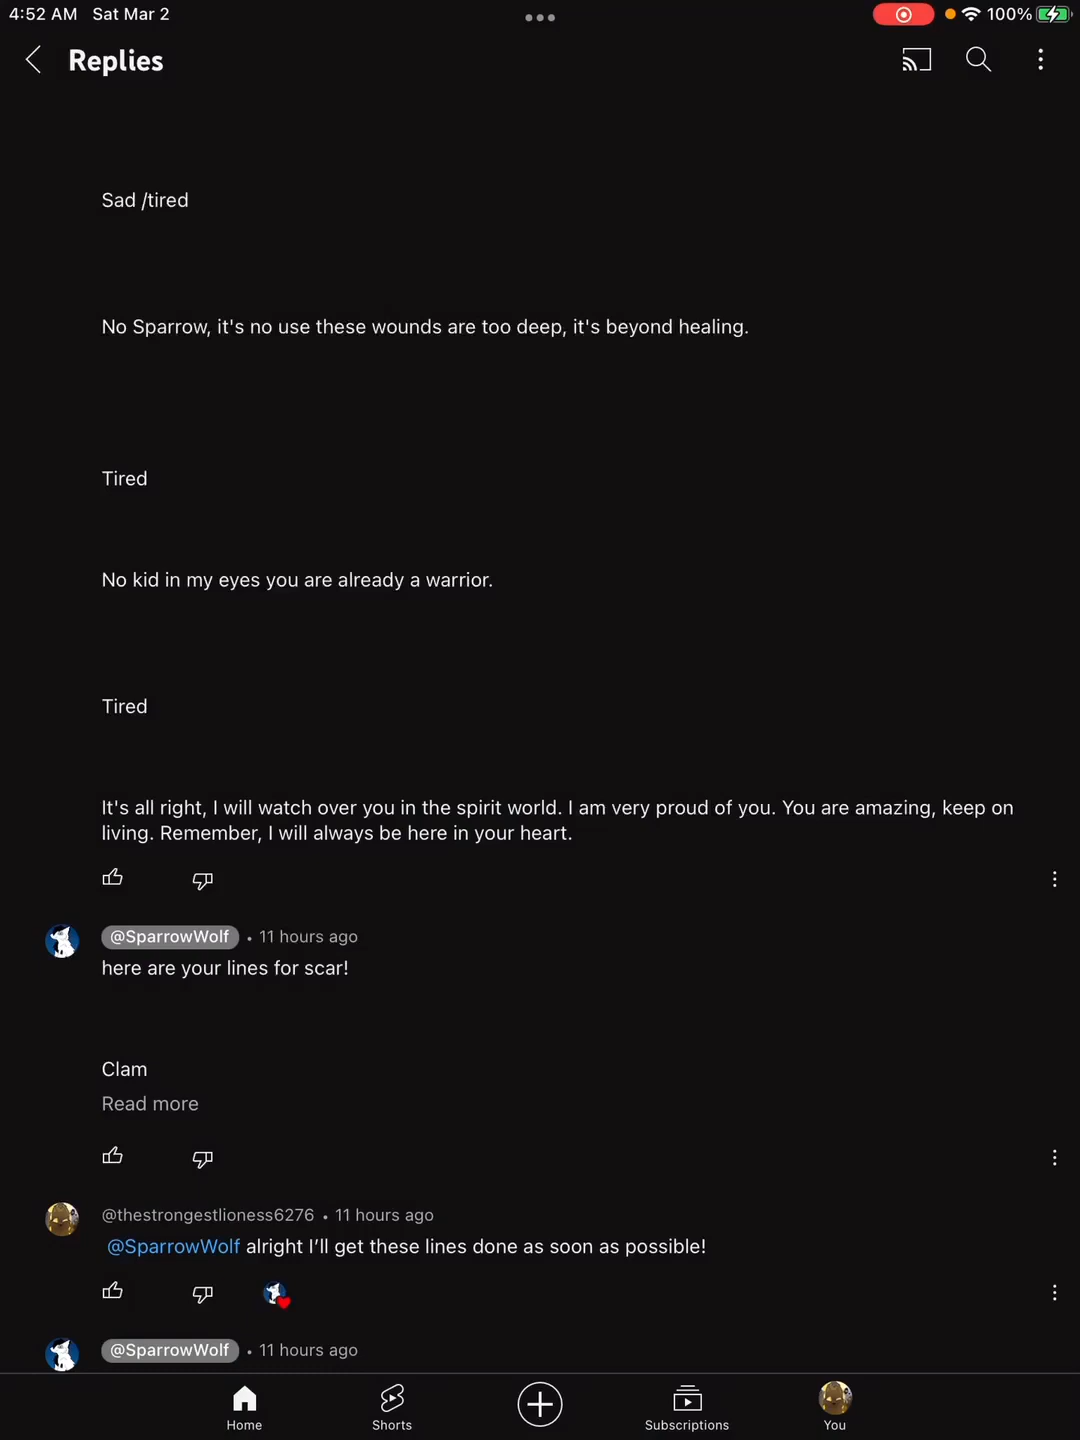 4:52 AM Sat Mar 2
100%
Replies
Sad /tired
No Sparrow, it's no use these wounds are too deep, it's beyond healing.
Tired
No kid in my eyes you are already a warrior.
Tired
It's all right, I will watch over you in the spirit world. I am very proud of you. You are amazing, keep on
living. Remember, I will always be here in your heart.
@SparrowWolf • 11 hours ago
here are your lines for scar!
Clam
Read more
@thestrongestlioness6276 • 11 hours ago
@SparrowWolf alright I’ll get these lines done as soon as possible!
@SparrowWolf • 11 hours ago
Home
Shorts
Subscriptions
You